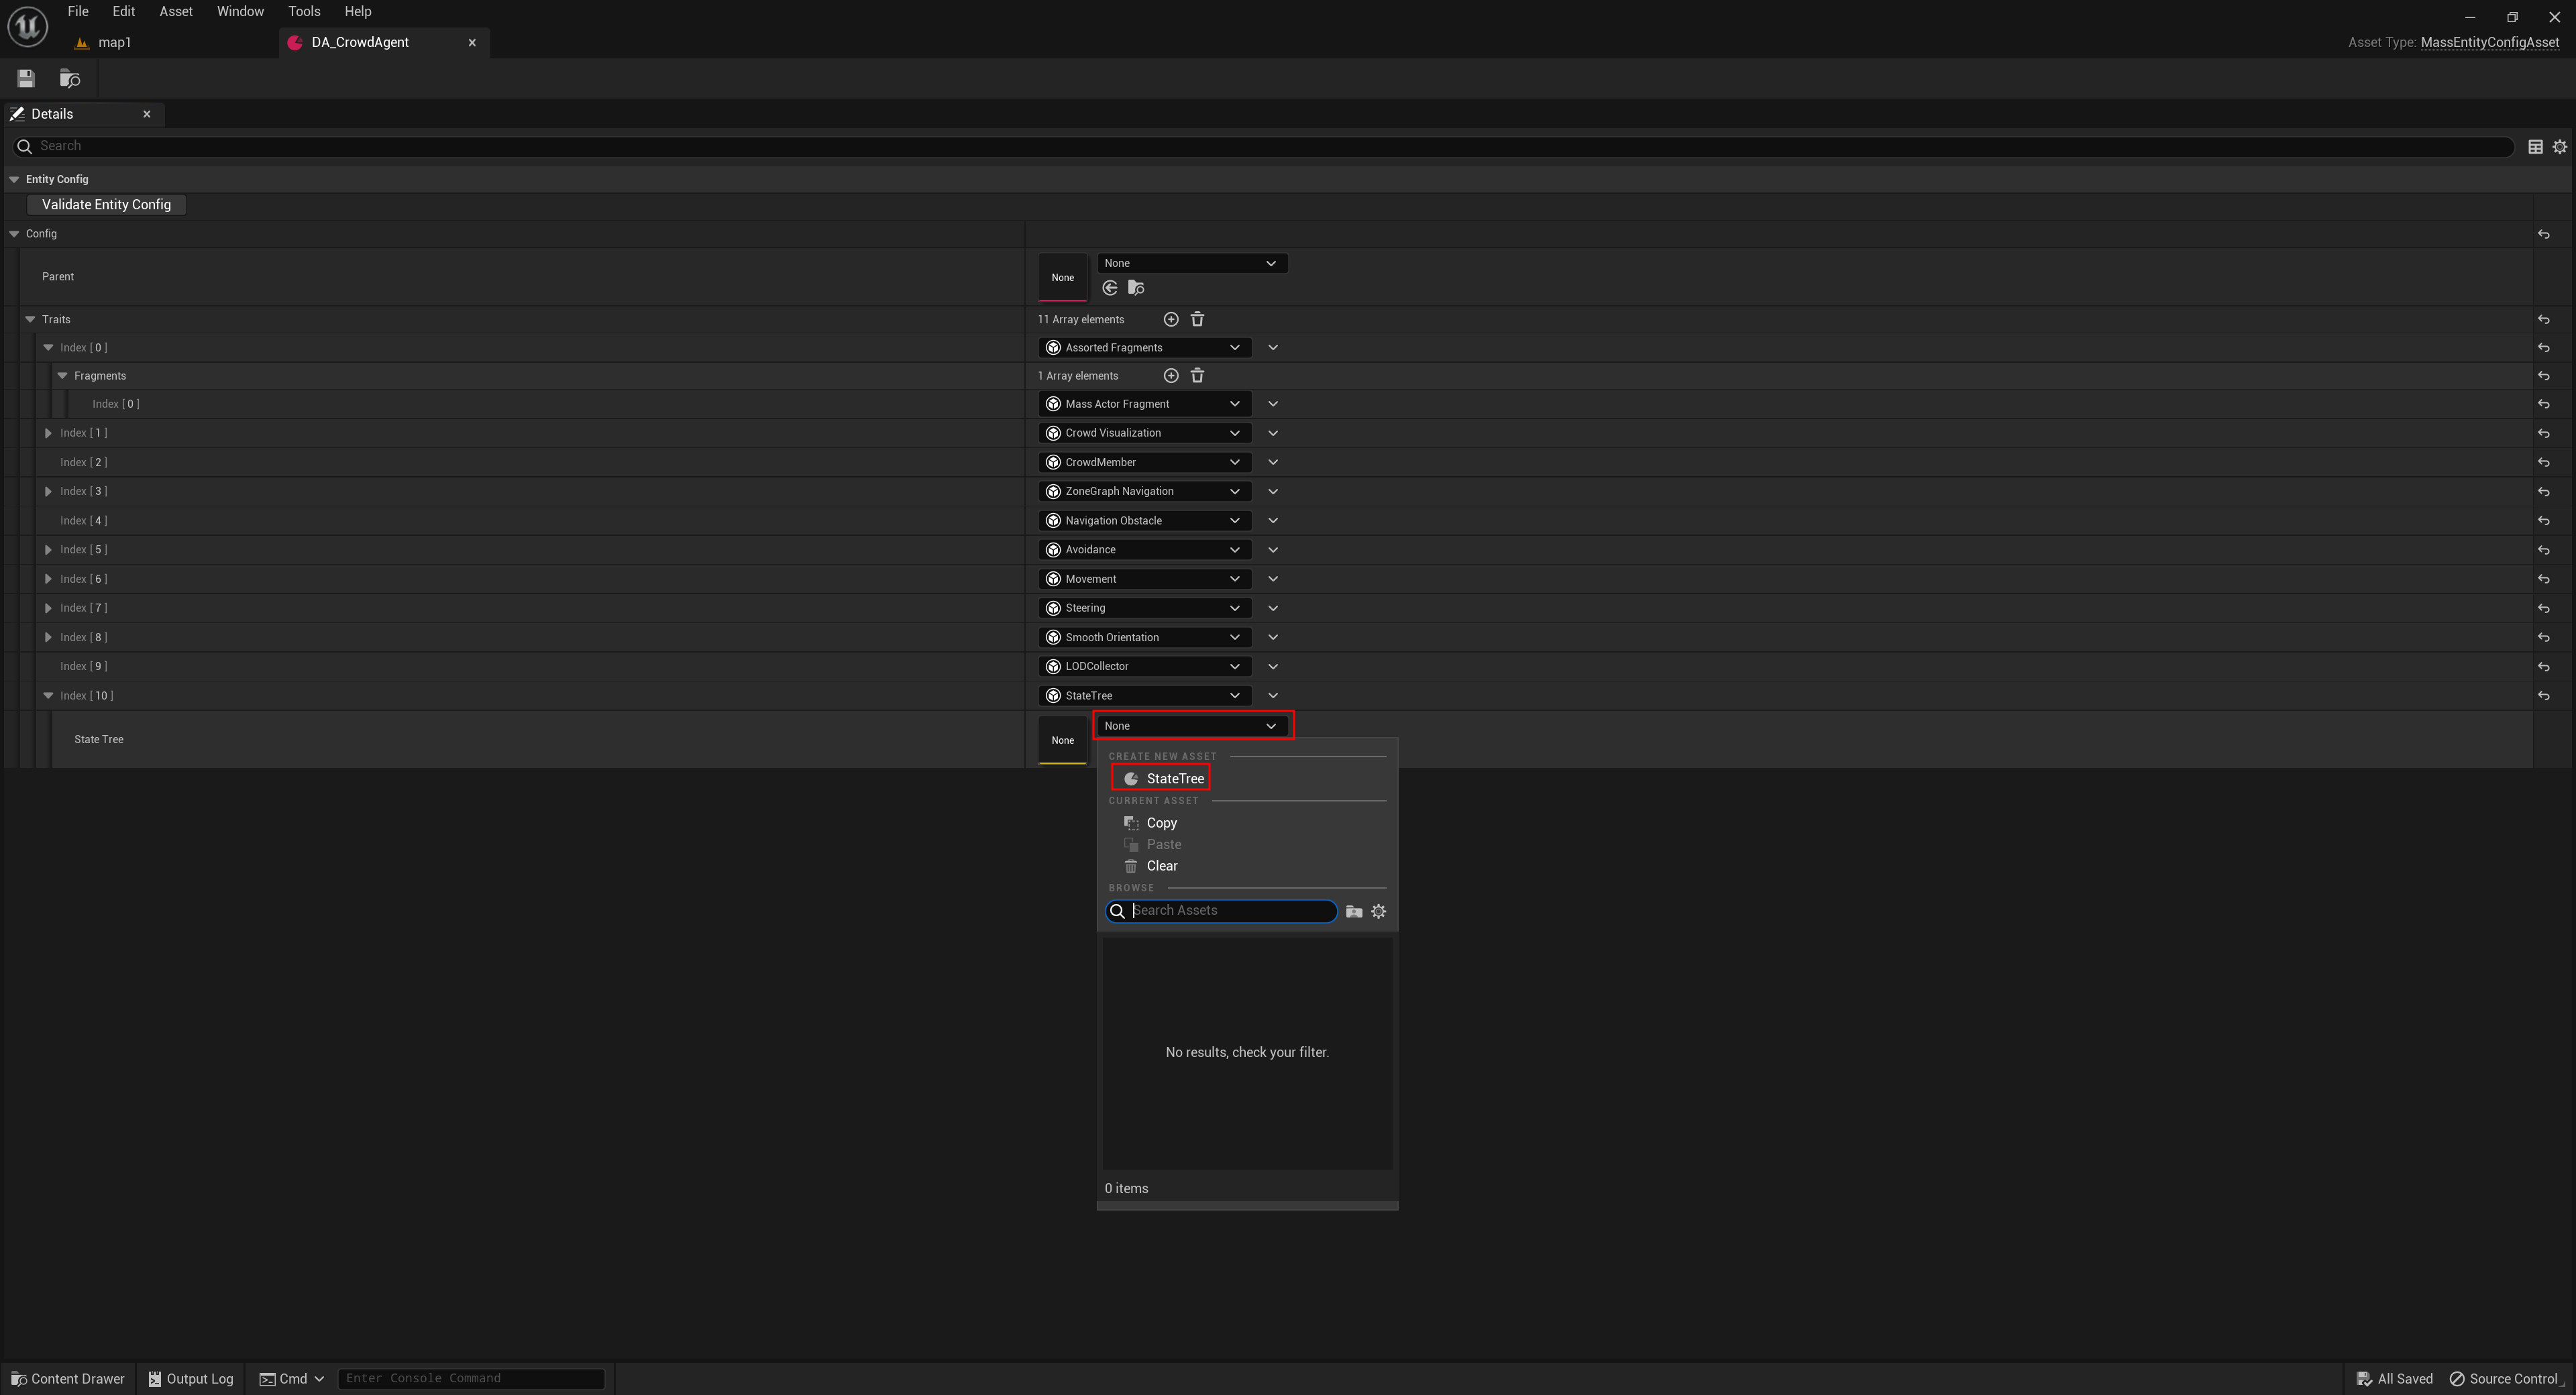 File Edit Asset Window Tools Help
map1
DA_CrowdAgent
Asset Type: MassEntityConfigAsset
Details
Search
Entity Config
Validate Entity Config
Config
Parent
None
None
Traits
11 Array elements
Index [ 0 ]
Assorted Fragments
Fragments
1 Array elements
Index [ 0 ]
Mass Actor Fragment
Index [ 1 ]
Crowd Visualization
Index [ 2 ]
CrowdMember
Index [ 3 ]
ZoneGraph Navigation
Index [ 4 ]
Navigation Obstacle
Index [ 5 ]
Avoidance
Index [ 6 ]
Movement
Index [ 7 ]
Steering
Index [ 8 ]
Smooth Orientation
Index [ 9 ]
LODCollector
Index [ 10 ]
StateTree
State Tree
None
None
CREATE NEW ASSET
StateTree
CURRENT ASSET
Copy
Paste
Clear
BROWSE
Search Assets
No results, check your filter.
0 items
Content Drawer
Output Log
Cmd
Enter Console Command
All Saved
Source Control